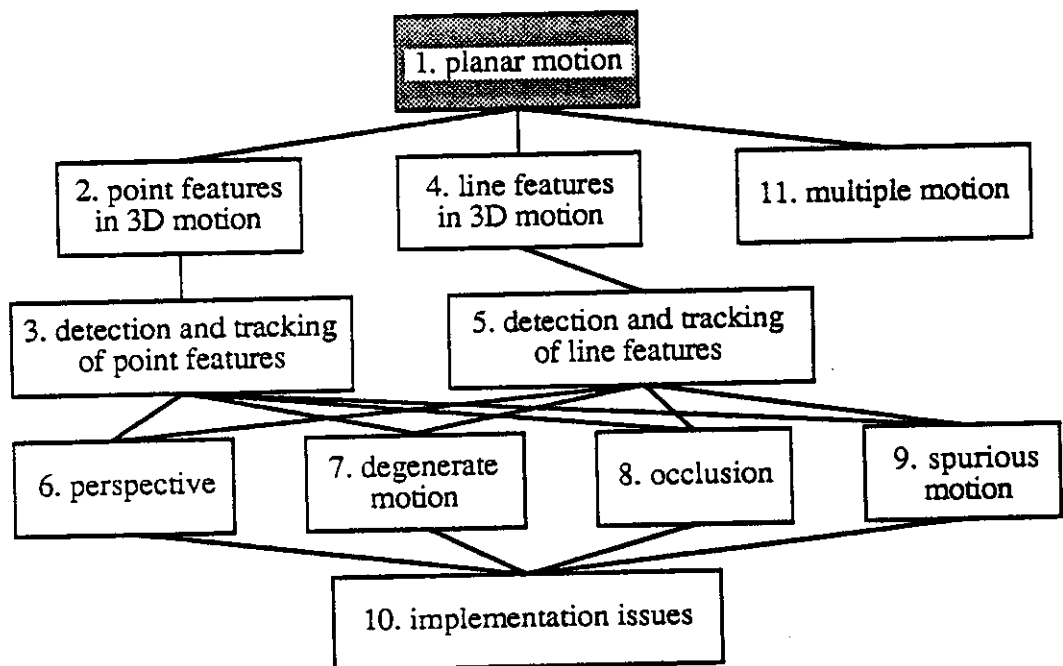 1. planar motion
2. point features
in 3D motion
4. line features
in 3D motion
11. multiple motion
3. detection and tracking
of point features
5. detection and tracking
of line features
6. perspective
7. degenerate
motion
8. occlusion
9. spurious
motion
10. implementation issues